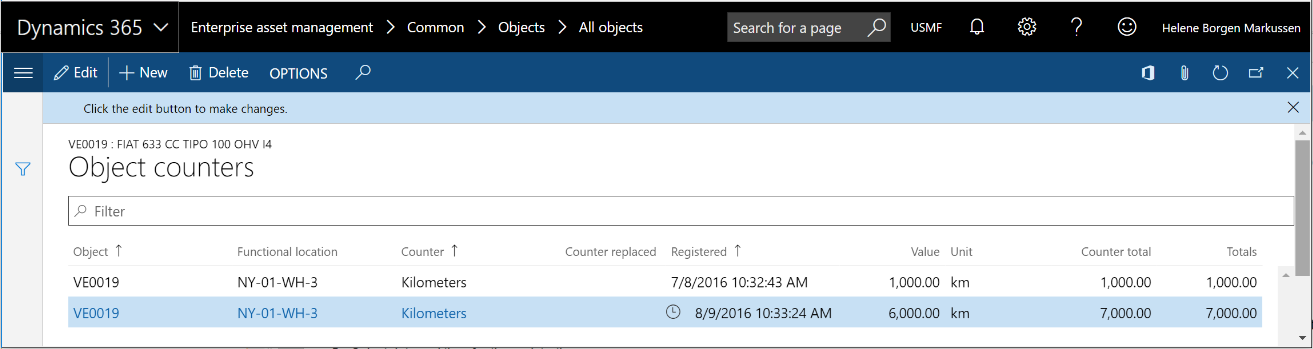 Dynamics 365 Enterprise asset management > Common > Objects > All objects Search for a page USMF ? Helene Borgen Markussen
Edit + New Delete OPTIONS
Click the edit button to make changes.
VE0019 : FIAT 633 CC TIPO 100 OHV I4
Object counters
Filter
Object ↑ Functional location Counter ↑ Counter replaced Registered ↑ Value Unit Counter total Totals
VE0019 NY-01-WH-3 Kilometers 7/8/2016 10:32:43 AM 1,000.00 km 1,000.00 1,000.00
VE0019 NY-01-WH-3 Kilometers 8/9/2016 10:33:24 AM 6,000.00 km 7,000.00 7,000.00